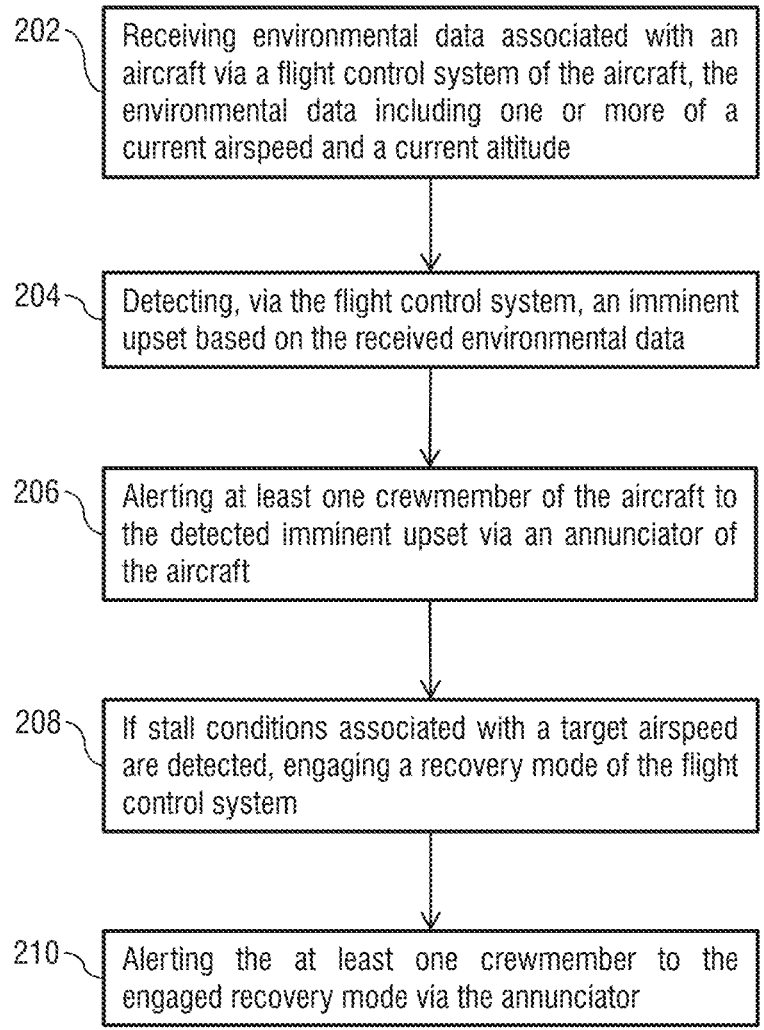 202
Receiving environmental data associated with an
aircraft via a flight control system of the aircraft, the
environmental data including one or more of a
current airspeed and a current altitude
204
Detecting, via the flight control system, an imminent
upset based on the received environmental data
206
Alerting at least one crewmember of the aircraft to
the detected imminent upset via an annunciator of
the aircraft
208
If stall conditions associated with a target airspeed
are detected, engaging a recovery mode of the flight
control system
210
Alerting the at least one crewmember to the
engaged recovery mode via the annunciator